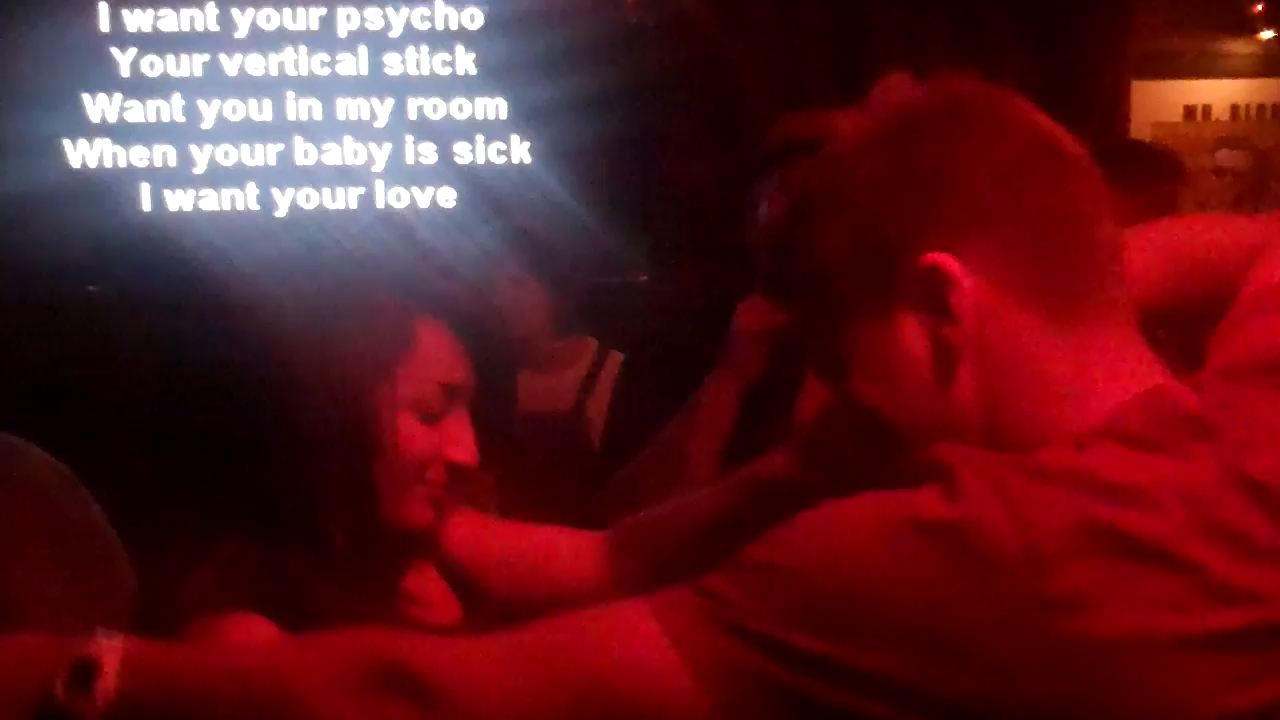 I want your psycho
Your vertical stick
Want you in my room
When your baby is sick
I want your love